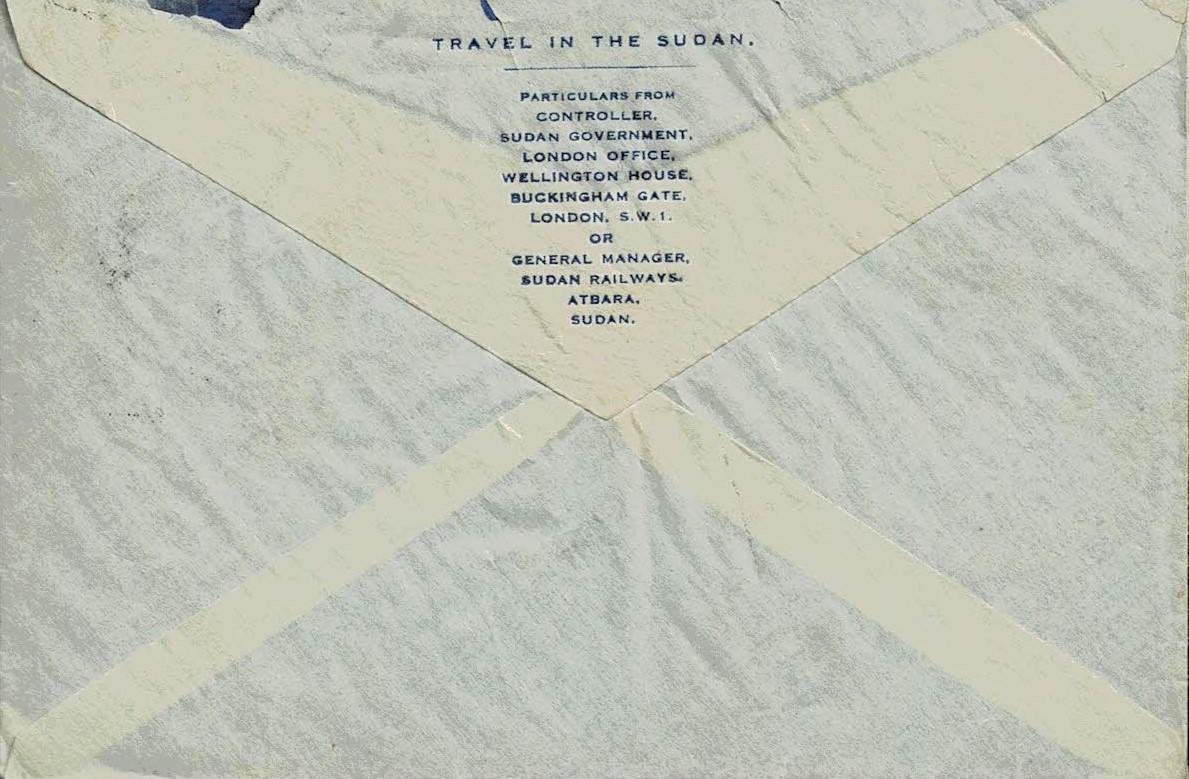 TRAVEL IN THE SUDAN.
PARTICULARS FROM
CONTROLLER,
SUDAN GOVERNMENT,
LONDON OFFICE,
WELLINGTON HOUSE,
BUCKINGHAM GATE,
LONDON, S.W.1.
OR
GENERAL MANAGER,
SUDAN RAILWAYS.
ATBARA,
SUDAN.